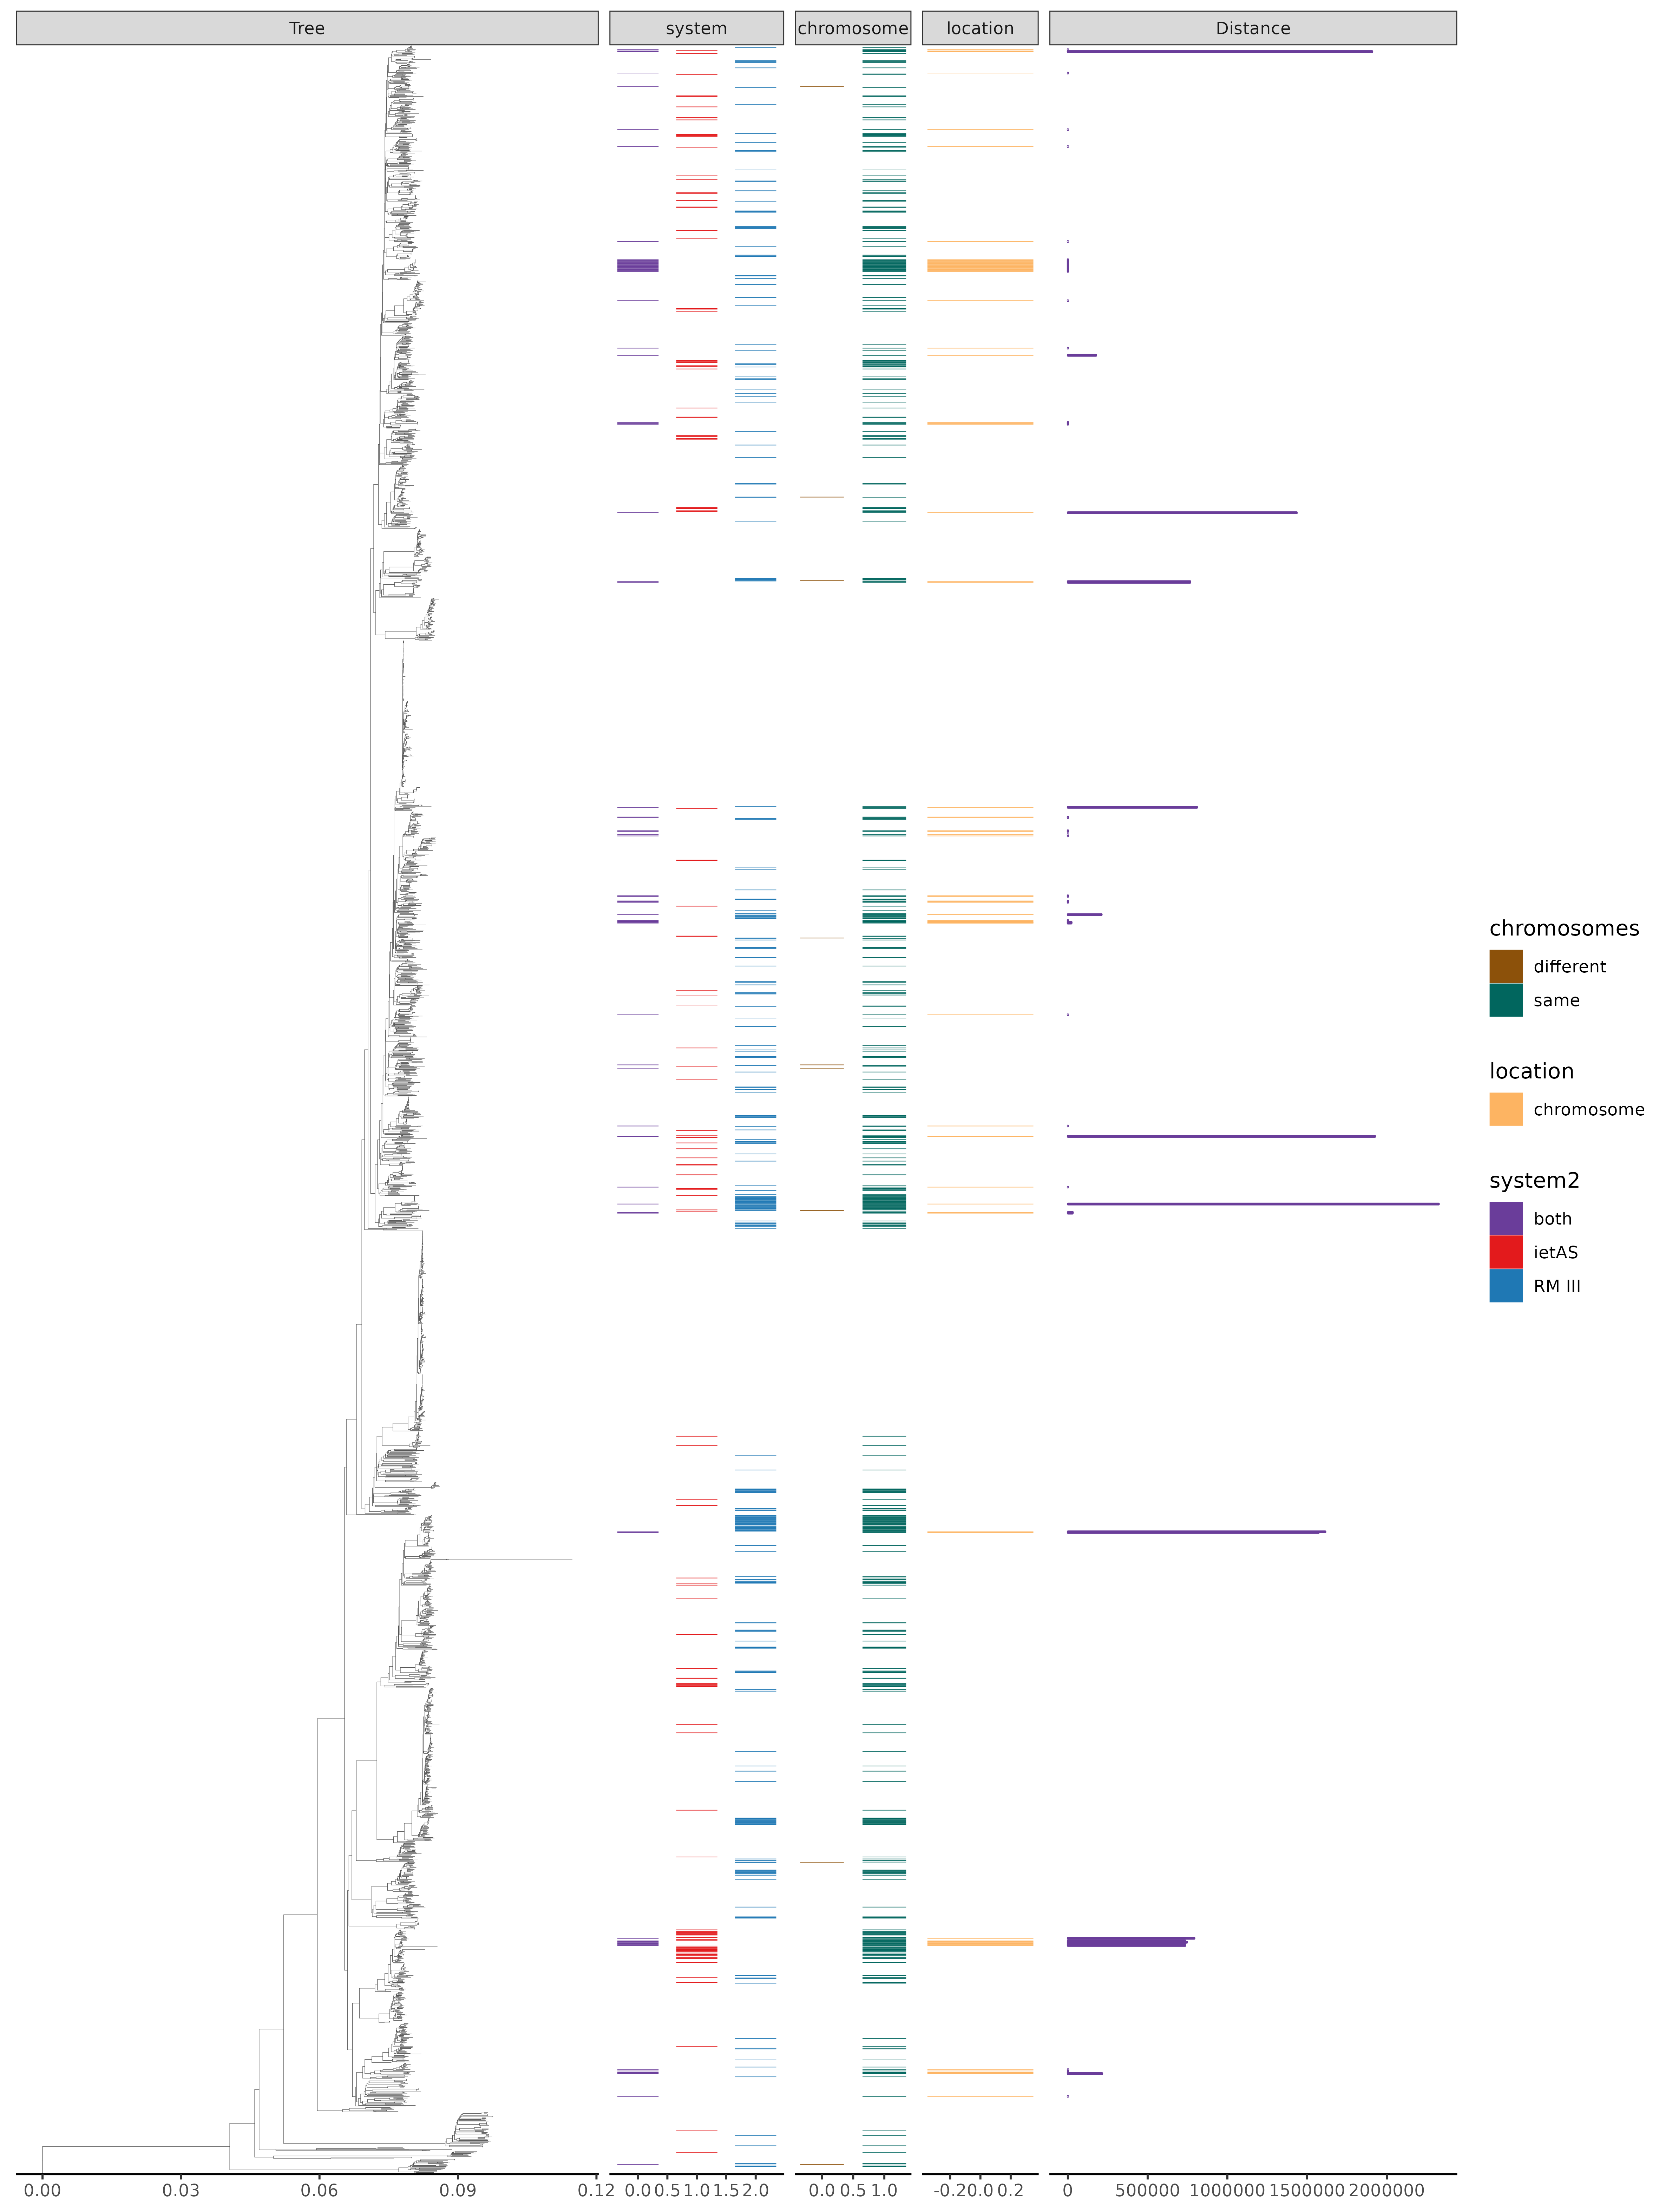 Tree system chromosome location Distance
chromosomes
different
same
location
chromosome
system2
both
ietAS
RM III
0.00 0.03 0.06 0.09 0.12 0.0 0.5 1.0 1.5 2.0 0.0 0.5 1.0 -0.2 0.0 0.2 0 500000 1000000 1500000 2000000